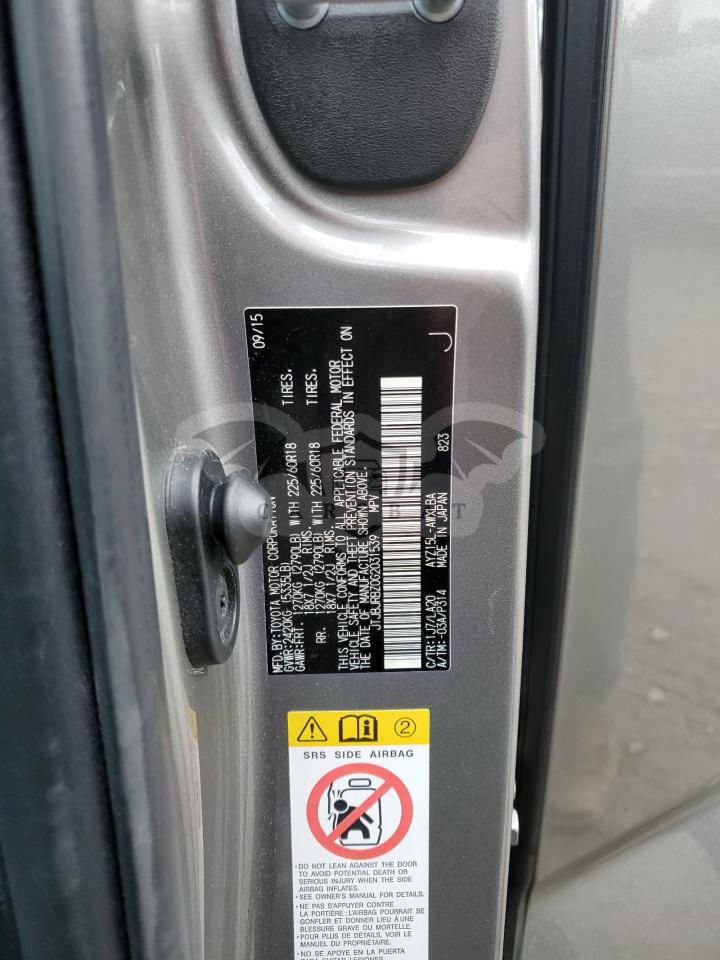 09/15
MFD.BY:TOYOTA MOTOR CORPORATION
GVWR:2420KG (5335LB)
GAWR:FRT. 1270KG (2790LB) WITH 225/60R18 TIRES.
18X7 1/2J RIMS.
RR. 1270KG (2790LB) WITH 225/60R18 TIRES.
18X7 1/2J RIMS.
THIS VEHICLE CONFORMS TO ALL APPLICABLE FEDERAL MOTOR
VEHICLE SAFETY AND THEFT PREVENTION STANDARDS IN EFFECT ON
THE DATE OF MANUFACTURE SHOWN ABOVE.
JTJBJRBZ0G2031539 MPV
C/TR:1J7/LA20 AYZ15L-AWXLBA
A/TM:-03A/P314 MADE IN JAPAN 823
J
2
SRS SIDE AIRBAG
•DO NOT LEAN AGAINST THE DOOR
TO AVOID POTENTIAL DEATH OR
SERIOUS INJURY WHEN THE SIDE
AIRBAG INFLATES.
•SEE OWNER'S MANUAL FOR DETAILS.
•NE PAS S'APPUYER CONTRE
LA PORTIÈRE; L'AIRBAG POURRAIT SE
GONFLER ET DONNER LIEU À UNE
BLESSURE GRAVE OU MORTELLE.
•POUR PLUS DE DÉTAILS, VOIR LE
MANUEL DU PROPRIÉTAIRE.
•NO SE APOYE EN LA PUERTA
PARA EVITAR LESIONES